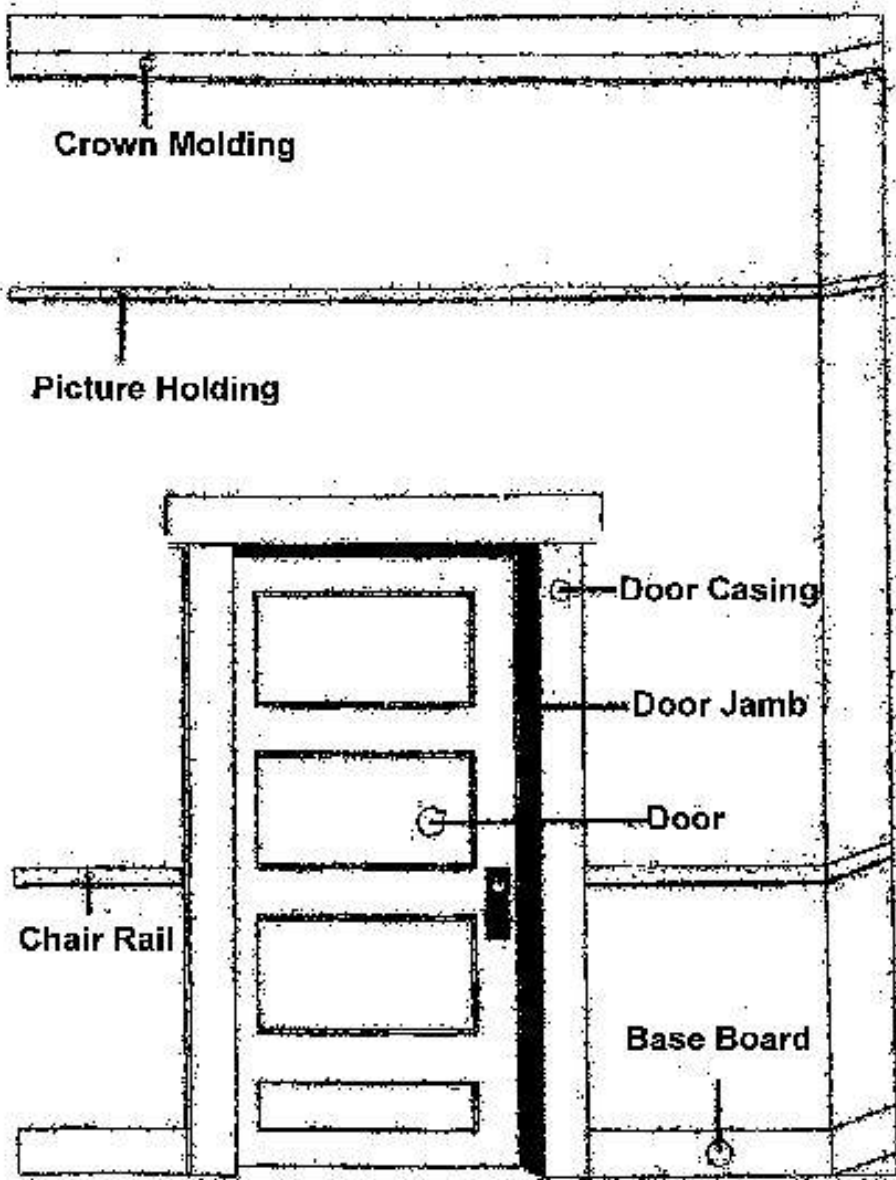 Crown Molding
Picture Holding
Door Casing
Door Jamb
Door
Chair Rail
Base Board